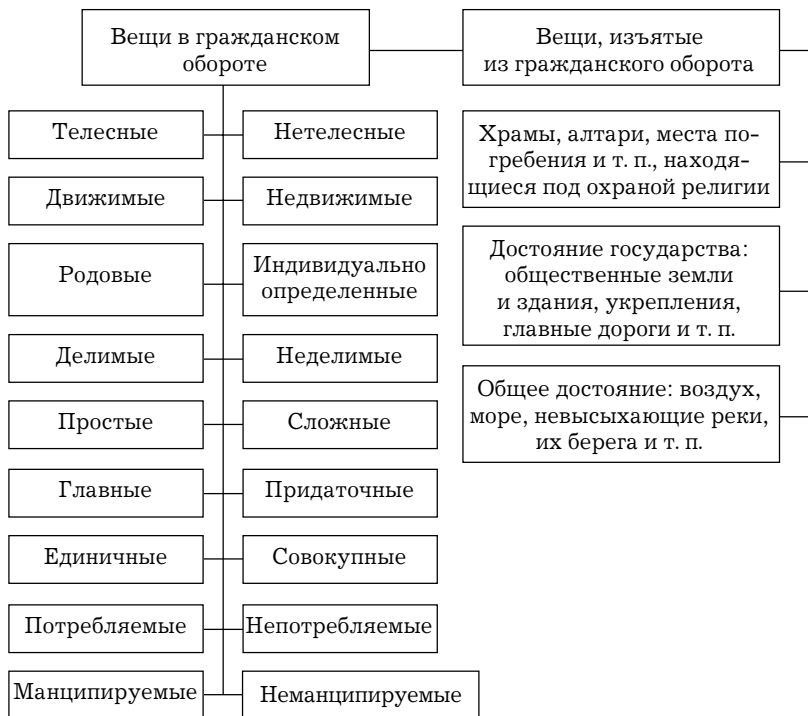 Вещи в гражданском
обороте
Вещи, изъятые
из гражданского оборота
Телесные
Нетелесные
Движимые
Недвижимые
Родовые
Индивидуально
определенные
Делимые
Неделимые
Простые
Сложные
Главные
Придаточные
Единичные
Совокупные
Потребляемые
Непотребляемые
Манципируемые
Неманципируемые
Храмы, алтари, места по-
гребения и т. п., находя-
щиеся под охраной религии
Достояние государства:
общественные земли
и здания, укрепления,
главные дороги и т. п.
Общее достояние: воздух,
море, невысыхающие реки,
их берега и т. п.